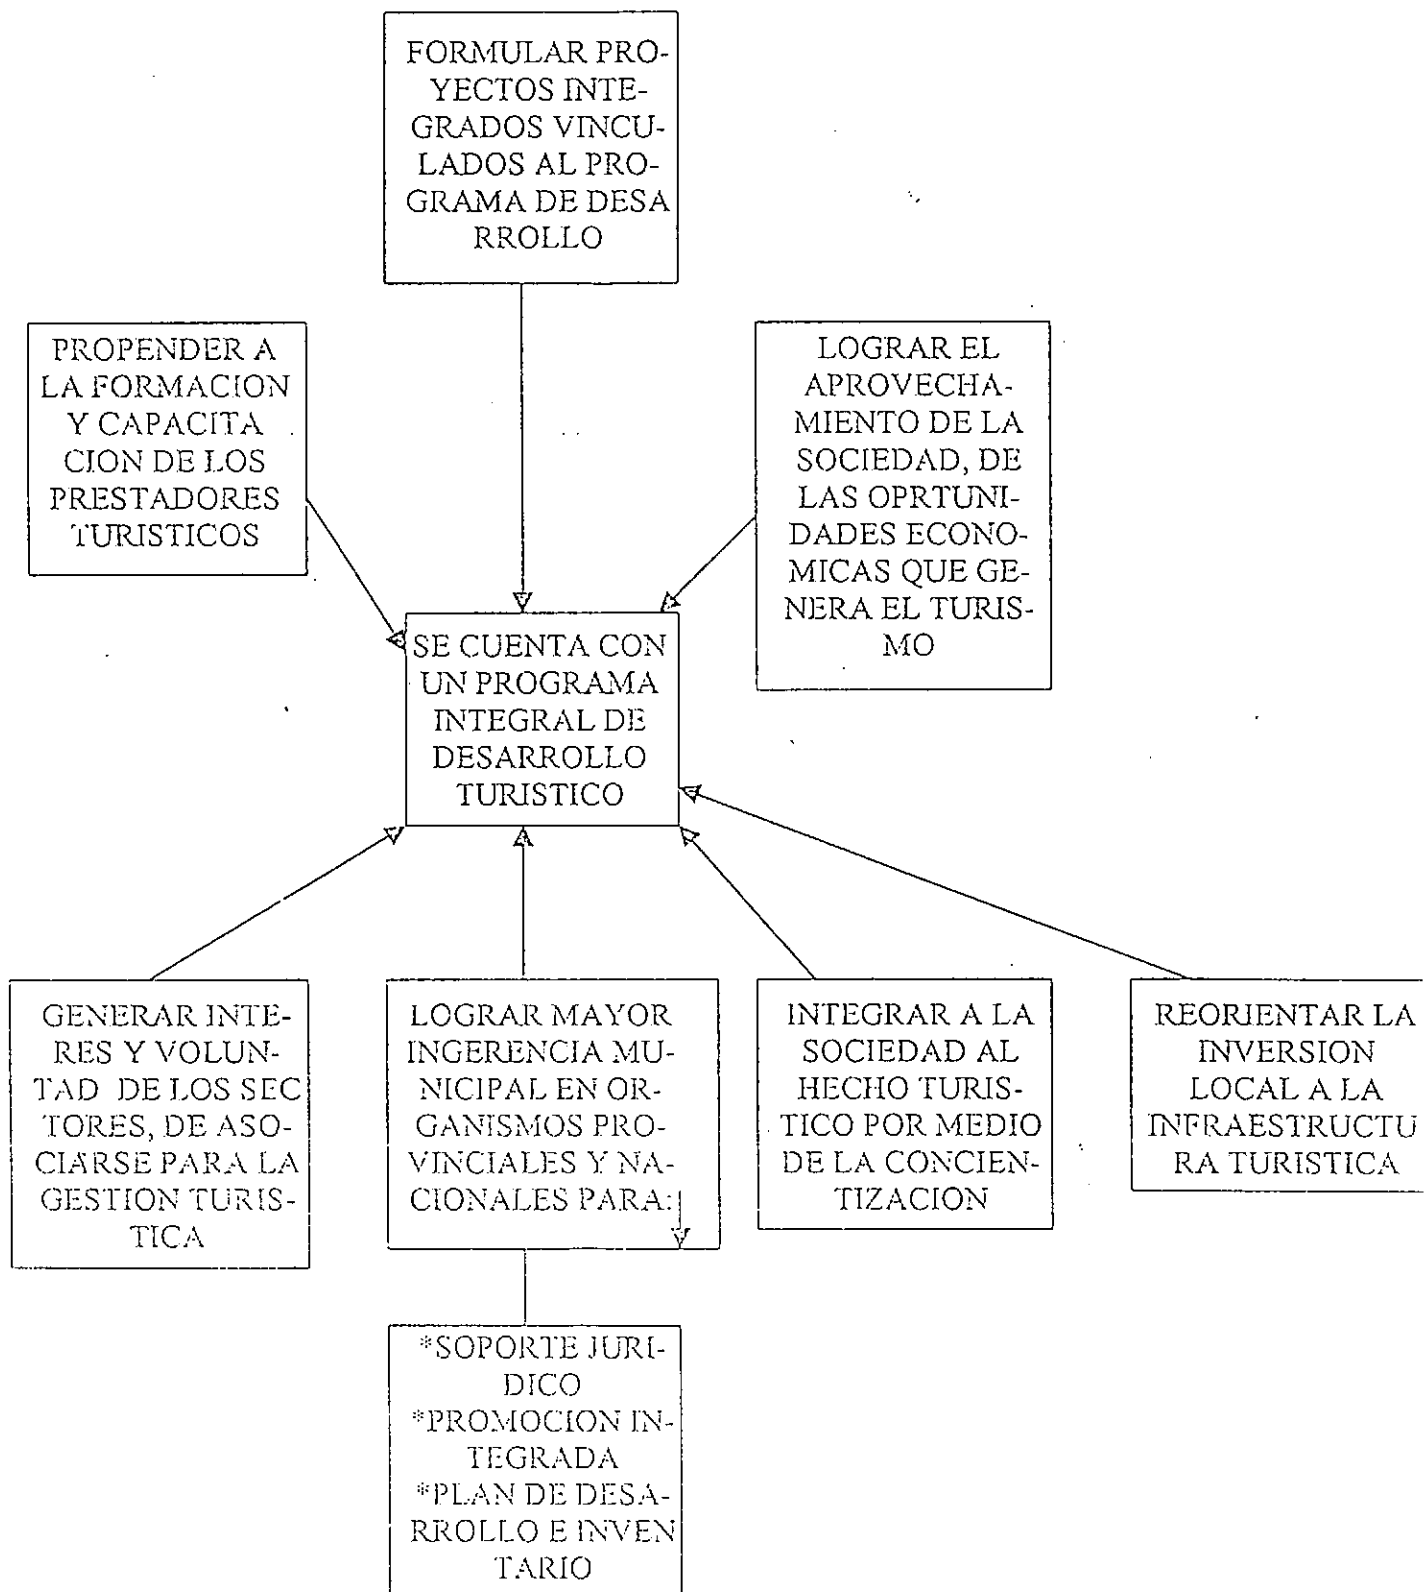 FORMULAR PRO-
YECTOS INTE-
GRADOS VINCU-
LADOS AL PRO-
GRAMA DE DESA
RROLLO
PROPENDER A
LA FORMACION
Y CAPACITA
CION DE LOS
PRESTADORES
TURISTICOS
LOGRAR EL
APROVECHA-
MIENTO DE LA
SOCIEDAD, DE
LAS OPRTUNI-
DADES ECONO-
MICAS QUE GE-
NERA EL TURIS-
MO
SE CUENTA CON
UN PROGRAMA
INTEGRAL DE
DESARROLLO
TURISTICO
GENERAR INTE-
RES Y VOLUN-
TAD DE LOS SEC
TORES, DE ASO-
CIARSE PARA LA
GESTION TURIS-
TICA
LOGRAR MAYOR
INGERENCIA MU-
NICIPAL EN OR-
GANISMOS PRO-
VINCIALES Y NA-
CIONALES PARA:
INTEGRAR A LA
SOCIEDAD AL
HECHO TURIS-
TICO POR MEDIO
DE LA CONCIEN-
TIZACION
REORIENTAR LA
INVERSION
LOCAL A LA
INFRAESTRUCTU
RA TURISTICA
*SOPORTE JURI-
DICO
*PROMOCION IN-
TEGRADA
*PLAN DE DESA-
RROLLO E INVEN
TARIO